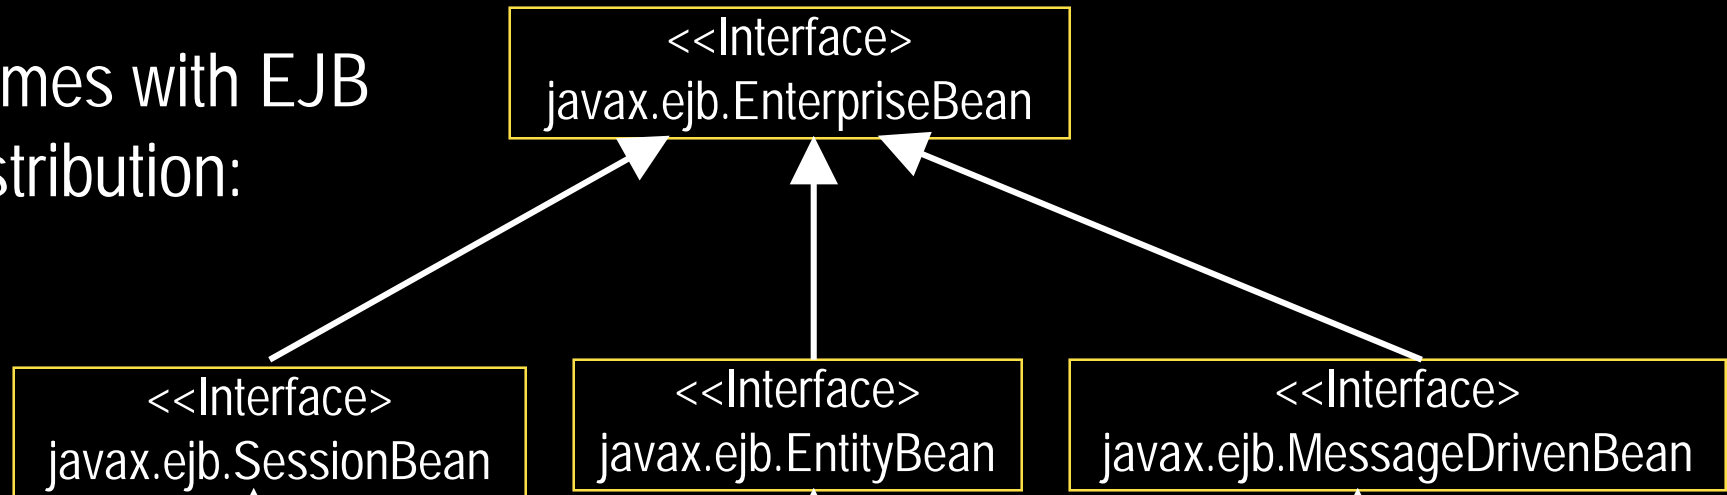 <<Interface>
javax.ejb.EnterpriseBean
mes with EJB
stribution:
<<Interface>
javax.ejb.SessionBean
<<Interface>
javax.ejb.EntityBean
<<Interface>
javax.ejb.MessageDrivenBean